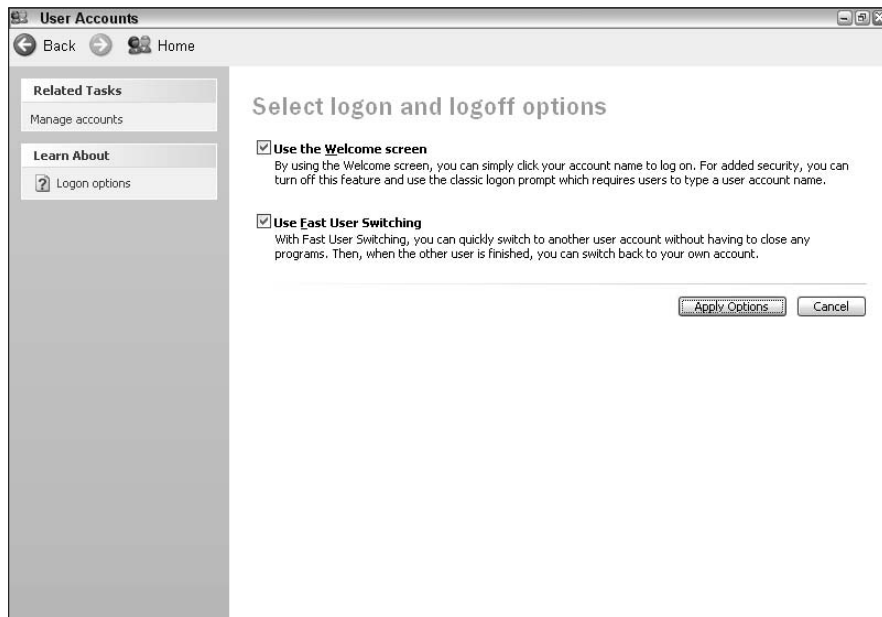 User Accounts
Back Home
Related Tasks
Manage accounts
Learn About
Logon options
Select logon and logoff options
Use the Welcome screen
By using the Welcome screen, you can simply click your account name to log on. For added security, you can
turn off this feature and use the classic logon prompt which requires users to type a user account name.
Use Fast User Switching
With Fast User Switching, you can quickly switch to another user account without having to close any
programs. Then, when the other user is finished, you can switch back to your own account.
Apply Options Cancel